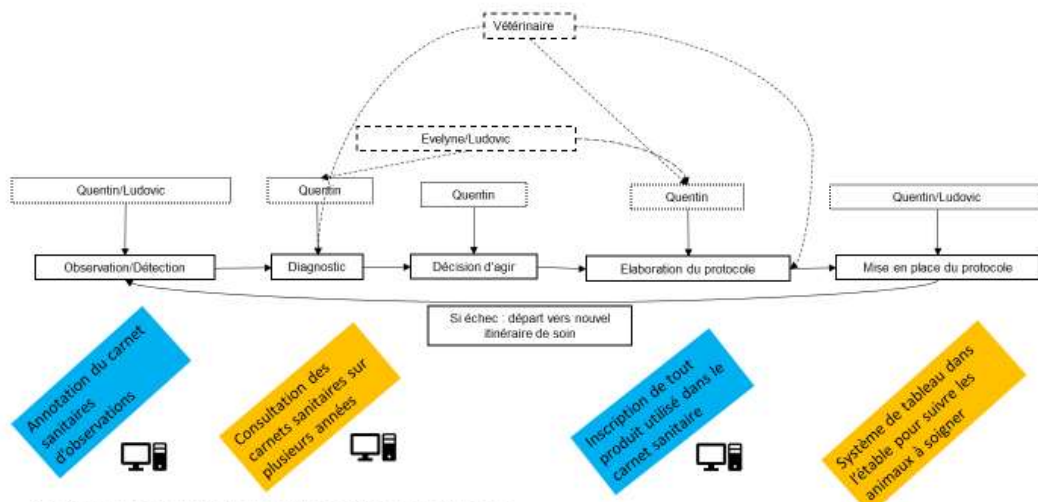 Vétérinaire
Evelyne/Ludovic
Quentin/Ludovic
Quentin
Quentin
Quentin
Quentin/Ludovic
Observation/Détection
Diagnostic
Décision d'agir
Elaboration du protocole
Mise en place du protocole
Si échec : départ vers nouvel
itinéraire de soin
Annotation du carnet
sanitaires
d'observations
Consultation des
carnets sanitaires sur
plusieurs années
Inscription de tout
produit utilisé dans le
carnet sanitaire
Système de tableau dans
l'étable pour suivre les
animaux à soigner